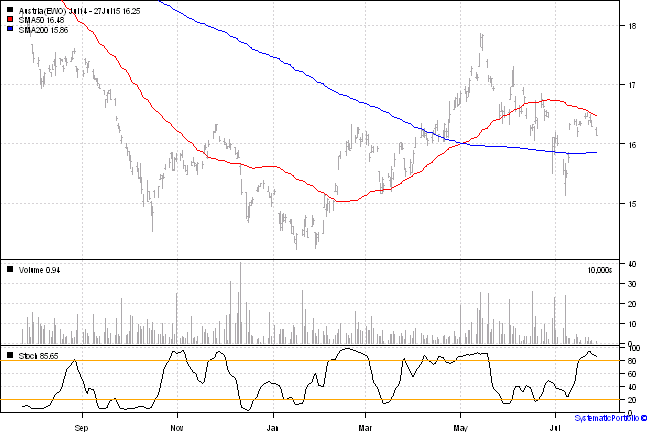 Austria(EWO) Jul14 - 27Jul15 16.25
SMA50 16.48
SMA200 15.86
18
17
16
15
Volume 0.94
10,000s
40
30
20
10
0
Stoch 85.65
100
80
60
40
20
0
Sep Nov Jan Mar May Jul
SystematicPortfolio ©